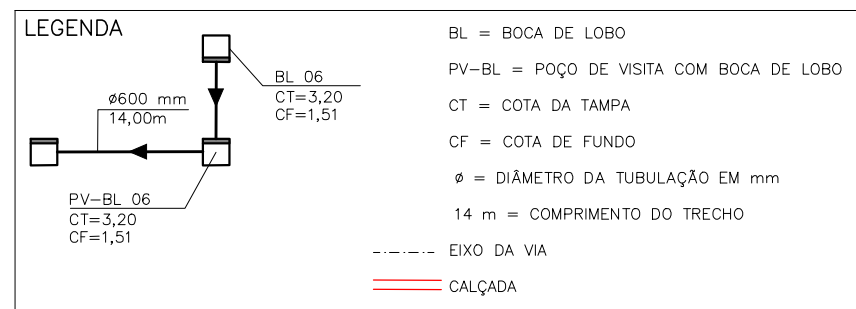 LEGENDA
BL 06
CT=3,20
CF=1,51
ø600 mm
14,00m
PV-BL 06
CT=3,20
CF=1,51
BL = BOCA DE LOBO
PV-BL = POÇO DE VISITA COM BOCA DE LOBO
CT = COTA DA TAMPA
CF = COTA DE FUNDO
ø = DIÂMETRO DA TUBULAÇÃO EM mm
14 m = COMPRIMENTO DO TRECHO
EIXO DA VIA
CALÇADA